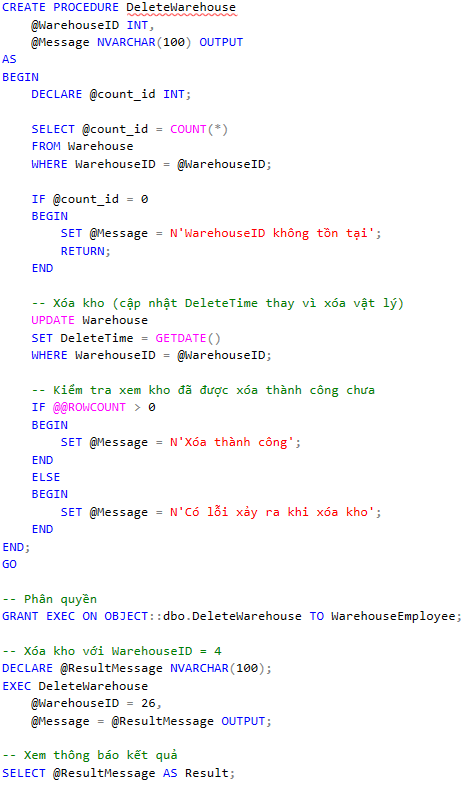 CREATE PROCEDURE DeleteWarehouse
    @WarehouseID INT,
    @Message NVARCHAR(100) OUTPUT
AS
BEGIN
    DECLARE @count_id INT;

    SELECT @count_id = COUNT(*)
    FROM Warehouse
    WHERE WarehouseID = @WarehouseID;

    IF @count_id = 0
    BEGIN
        SET @Message = N'WarehouseID không tồn tại';
        RETURN;
    END

    -- Xóa kho (cập nhật DeleteTime thay vì xóa vật lý)
    UPDATE Warehouse
    SET DeleteTime = GETDATE()
    WHERE WarehouseID = @WarehouseID;

    -- Kiểm tra xem kho đã được xóa thành công chưa
    IF @@ROWCOUNT > 0
    BEGIN
        SET @Message = N'Xóa thành công';
    END
    ELSE
    BEGIN
        SET @Message = N'Có lỗi xảy ra khi xóa kho';
    END
END;
GO

-- Phân quyền
GRANT EXEC ON OBJECT::dbo.DeleteWarehouse TO WarehouseEmployee;

-- Xóa kho với WarehouseID = 4
DECLARE @ResultMessage NVARCHAR(100);
EXEC DeleteWarehouse
    @WarehouseID = 26,
    @Message = @ResultMessage OUTPUT;

-- Xem thông báo kết quả
SELECT @ResultMessage AS Result;